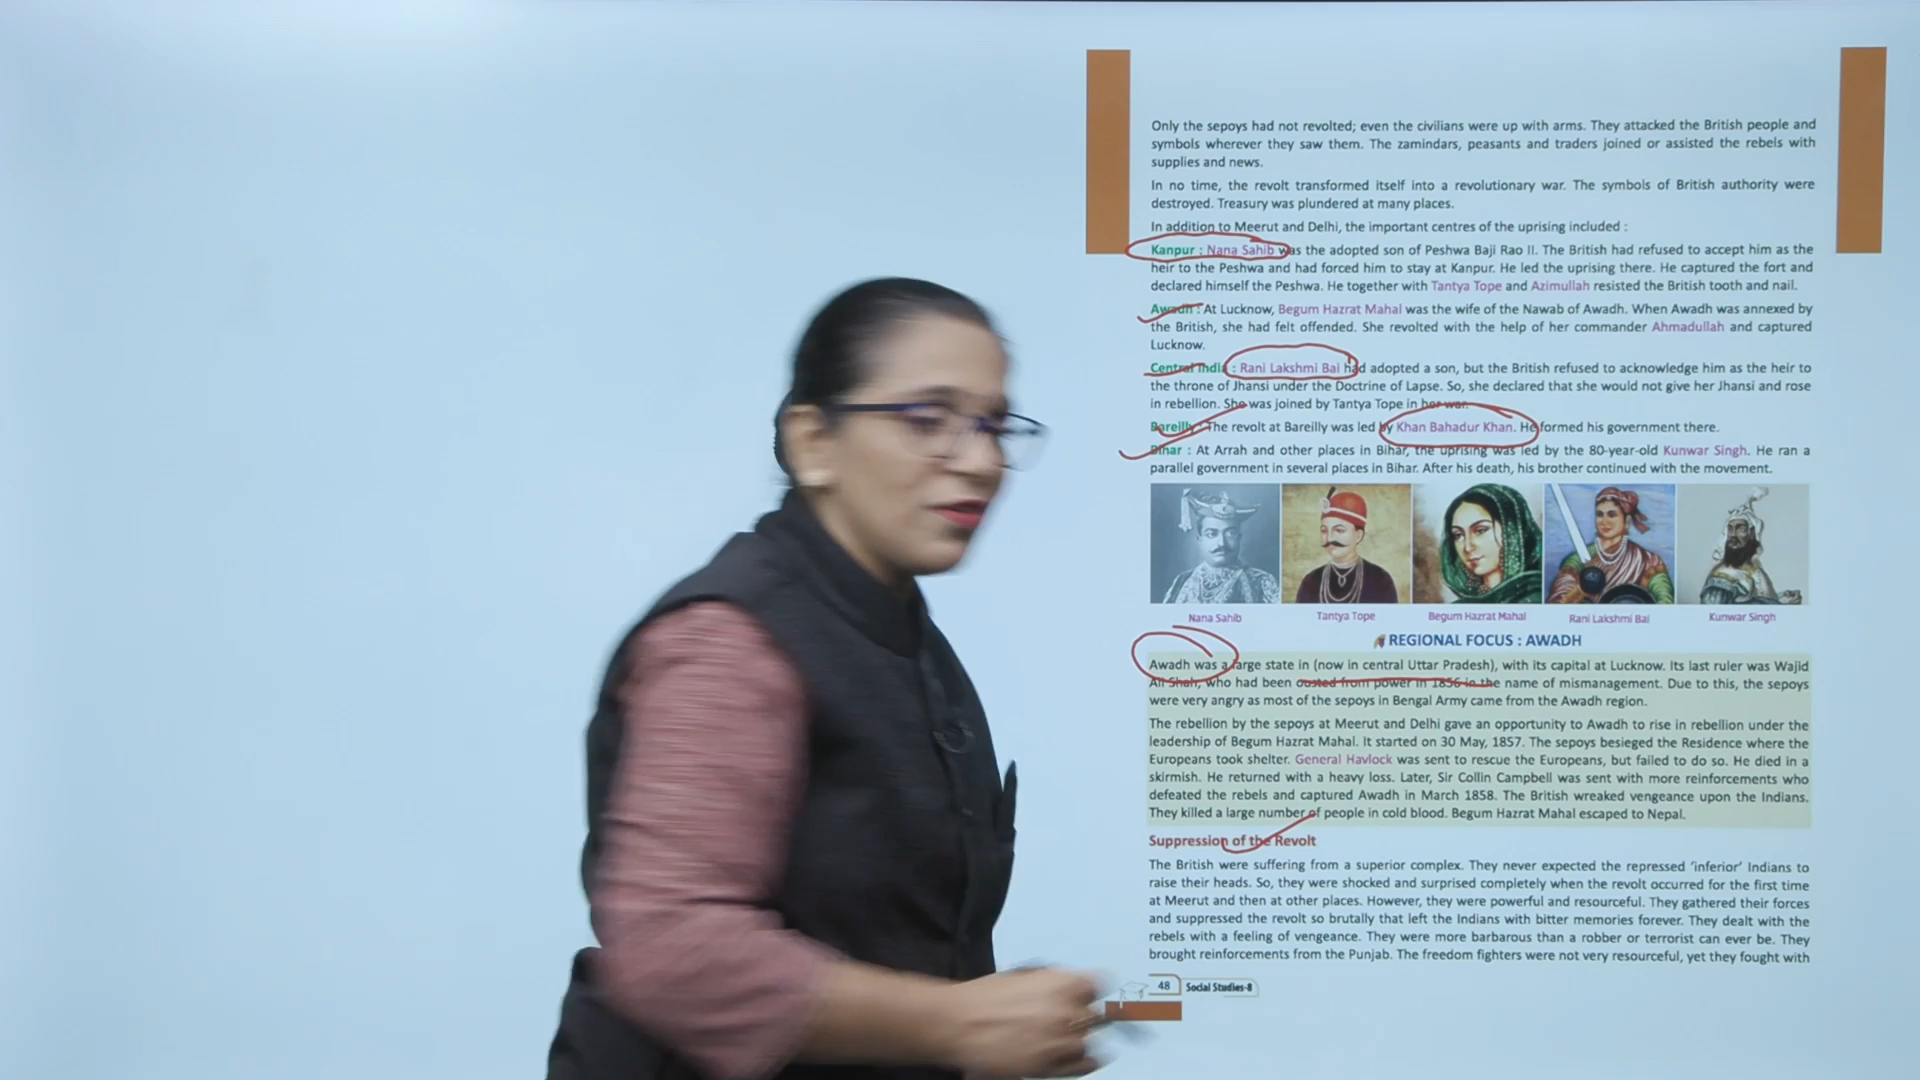 Only the sepoys had not revolted; even the civilians were up with arms. They attacked the British people and
symbols wherever they saw them. The zamindars, peasants and traders joined or assisted the rebels with
supplies and news.
In no time, the revolt transformed itself into a revolutionary war. The symbols of British authority were
destroyed. Treasury was plundered at many places.
In addition to Meerut and Delhi, the important centres of the uprising included :
Kanpur : Nana Sahib was the adopted son of Peshwa Baji Rao II. The British had refused to accept him as the
heir to the Peshwa and had forced him to stay at Kanpur. He led the uprising there. He captured the fort and
declared himself the Peshwa. He together with Tantya Tope and Azimullah resisted the British tooth and nail.
Awadh : At Lucknow, Begum Hazrat Mahal was the wife of the Nawab of Awadh. When Awadh was annexed by
the British, she had felt offended. She revolted with the help of her commander Ahmadullah and captured
Lucknow.
Central India : Rani Lakshmi Bai had adopted a son, but the British refused to acknowledge him as the heir to
the throne of Jhansi under the Doctrine of Lapse. So, she declared that she would not give her Jhansi and rose
in rebellion. She was joined by Tantya Tope in her war.
Bareilly : The revolt at Bareilly was led by Khan Bahadur Khan. He formed his government there.
Bihar : At Arrah and other places in Bihar, the uprising was led by the 80-year-old Kunwar Singh. He ran a
parallel government in several places in Bihar. After his death, his brother continued with the movement.
Nana Sahib Tantya Tope Begum Hazrat Mahal Rani Lakshmi Bai Kunwar Singh
REGIONAL FOCUS : AWADH
Awadh was a large state in (now in central Uttar Pradesh), with its capital at Lucknow. Its last ruler was Wajid
Ali Shah, who had been ousted from power in 1856 in the name of mismanagement. Due to this, the sepoys
were very angry as most of the sepoys in Bengal Army came from the Awadh region.
The rebellion by the sepoys at Meerut and Delhi gave an opportunity to Awadh to rise in rebellion under the
leadership of Begum Hazrat Mahal. It started on 30 May, 1857. The sepoys besieged the Residence where the
Europeans took shelter. General Havlock was sent to rescue the Europeans, but failed to do so. He died in a
skirmish. He returned with a heavy loss. Later, Sir Collin Campbell was sent with more reinforcements who
defeated the rebels and captured Awadh in March 1858. The British wreaked vengeance upon the Indians.
They killed a large number of people in cold blood. Begum Hazrat Mahal escaped to Nepal.
Suppression of the Revolt
The British were suffering from a superior complex. They never expected the repressed 'inferior' Indians to
raise their heads. So, they were shocked and surprised completely when the revolt occurred for the first time
at Meerut and then at other places. However, they were powerful and resourceful. They gathered their forces
and suppressed the revolt so brutally that left the Indians with bitter memories forever. They dealt with the
rebels with a feeling of vengeance. They were more barbarous than a robber or terrorist can ever be. They
brought reinforcements from the Punjab. The freedom fighters were not very resourceful, yet they fought with
48 Social Studies-8